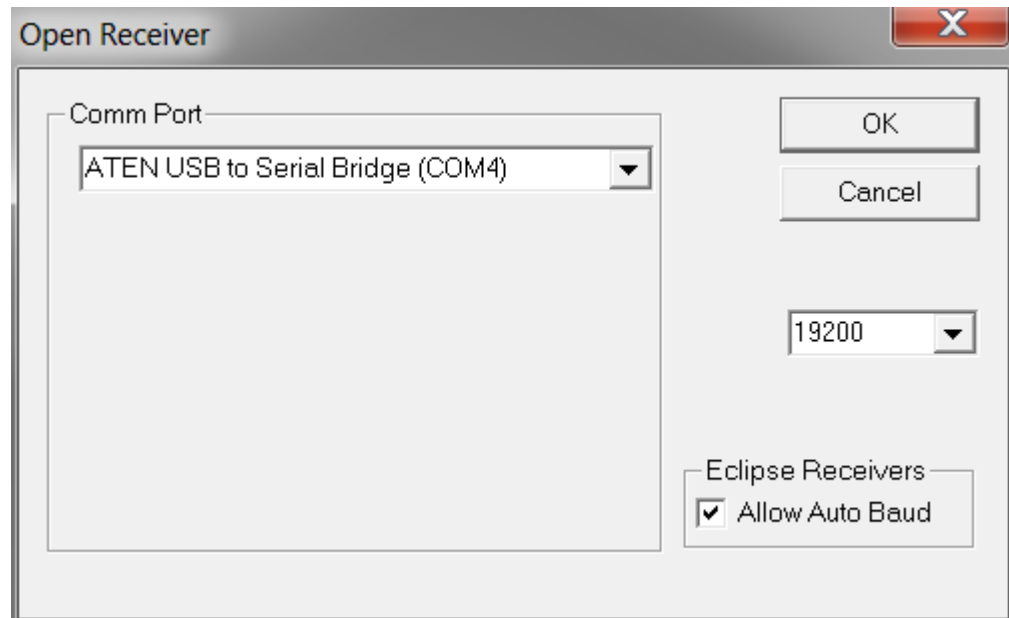 Open Receiver
X
Comm Port
ATEN USB to Serial Bridge (COM4)
OK
Cancel
19200
Eclipse Receivers
Allow Auto Baud